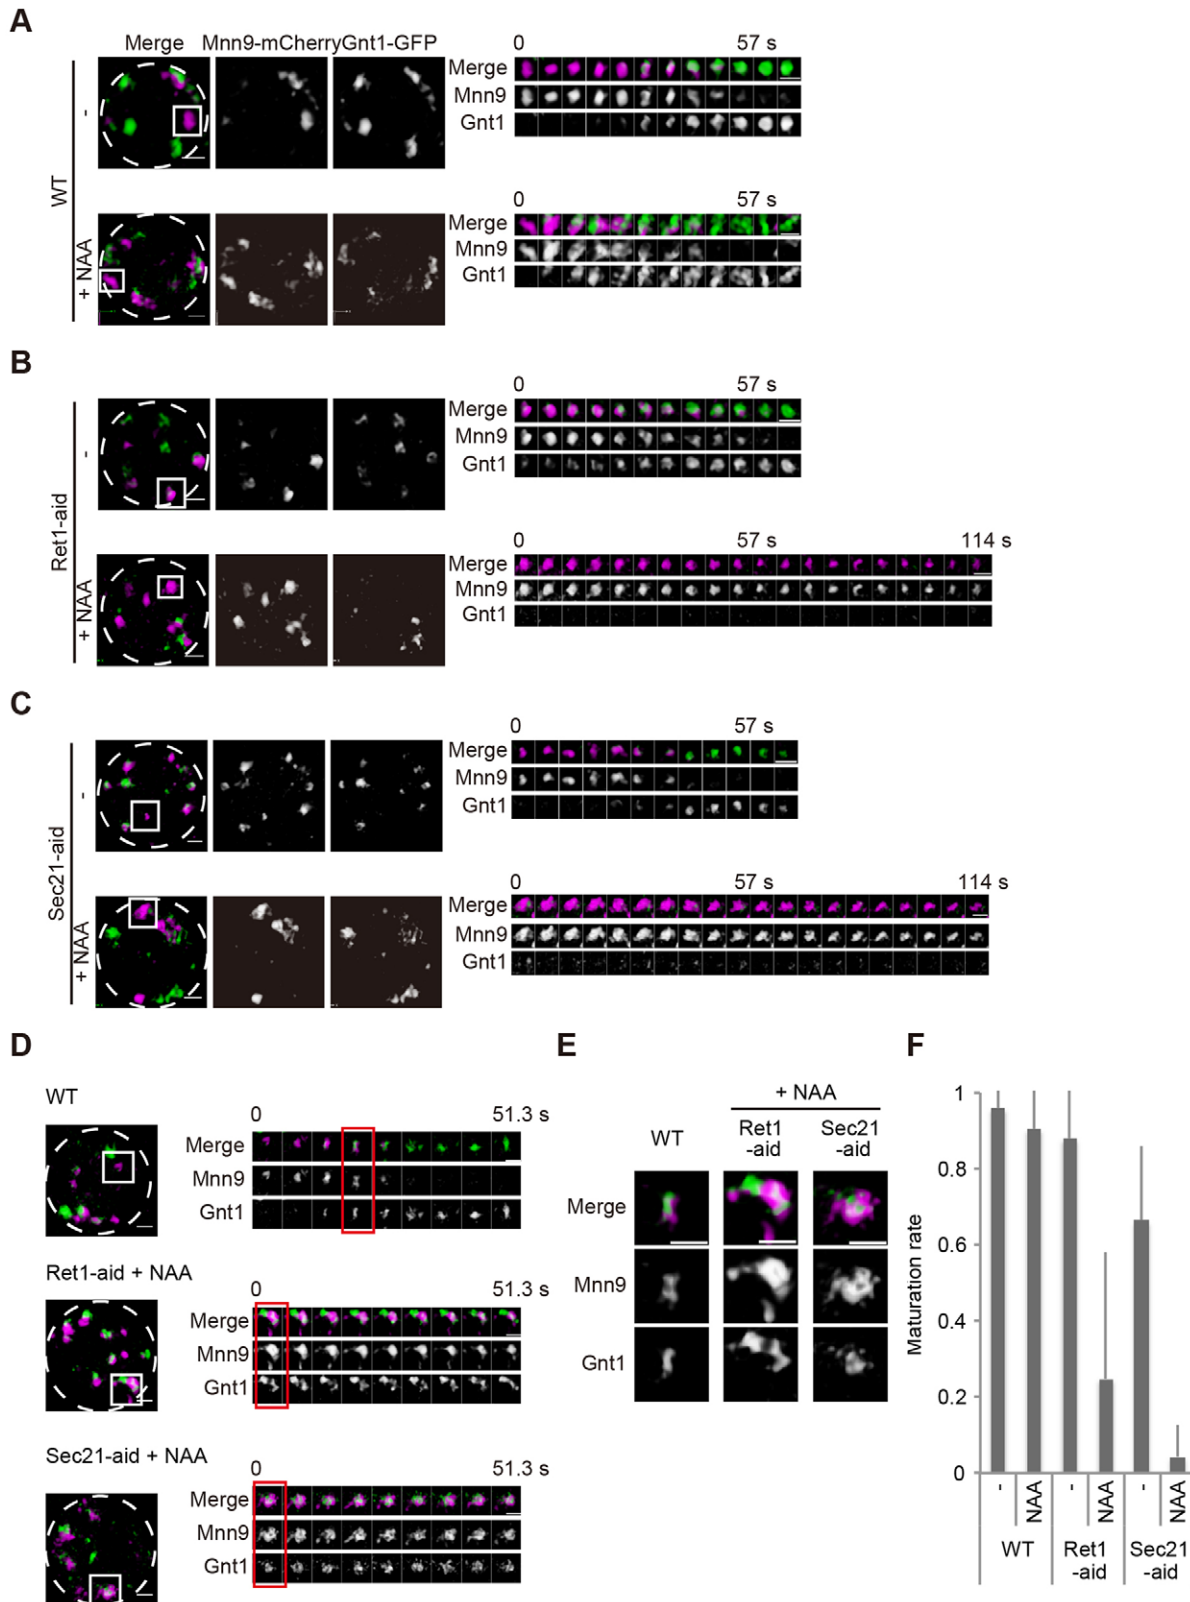 A
Merge Mnn9-mCherryGnt1-GFP
0 57 s
Merge
Mnn9
Gnt1
-
WT
0 57 s
Merge
Mnn9
Gnt1
+ NAA
B
0 57 s
Merge
Mnn9
Gnt1
-
Ret1-aid
0 57 s 114 s
Merge
Mnn9
Gnt1
+ NAA
C
0 57 s
Merge
Mnn9
Gnt1
-
Sec21-aid
0 57 s 114 s
Merge
Mnn9
Gnt1
+ NAA
D
WT
0 51.3 s
Merge
Mnn9
Gnt1
Ret1-aid + NAA
0 51.3 s
Merge
Mnn9
Gnt1
Sec21-aid + NAA
0 51.3 s
Merge
Mnn9
Gnt1
E
+ NAA
WT Ret1 Sec21
-aid -aid
Merge
Mnn9
Gnt1
F
Maturation rate
1
0.8
0.6
0.4
0.2
0
- NAA - NAA - NAA
WT Ret1 Sec21
-aid -aid